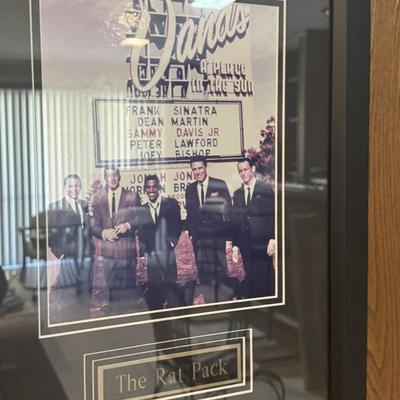 Sands
A PLACE
IN THE SUN
FRANK SINATRA
DEAN MARTIN
SAMMY DAVIS JR
PETER LAWFORD
JOEY BISHOP
The Rat Pack